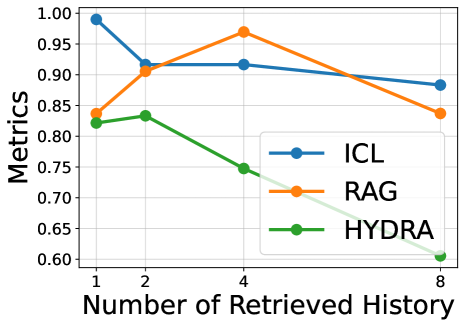 1.00
0.95
0.90
0.85
0.80
0.75
0.70
0.65
0.60
Metrics
ICL
RAG
HYDRA
1 2 4 8
Number of Retrieved History